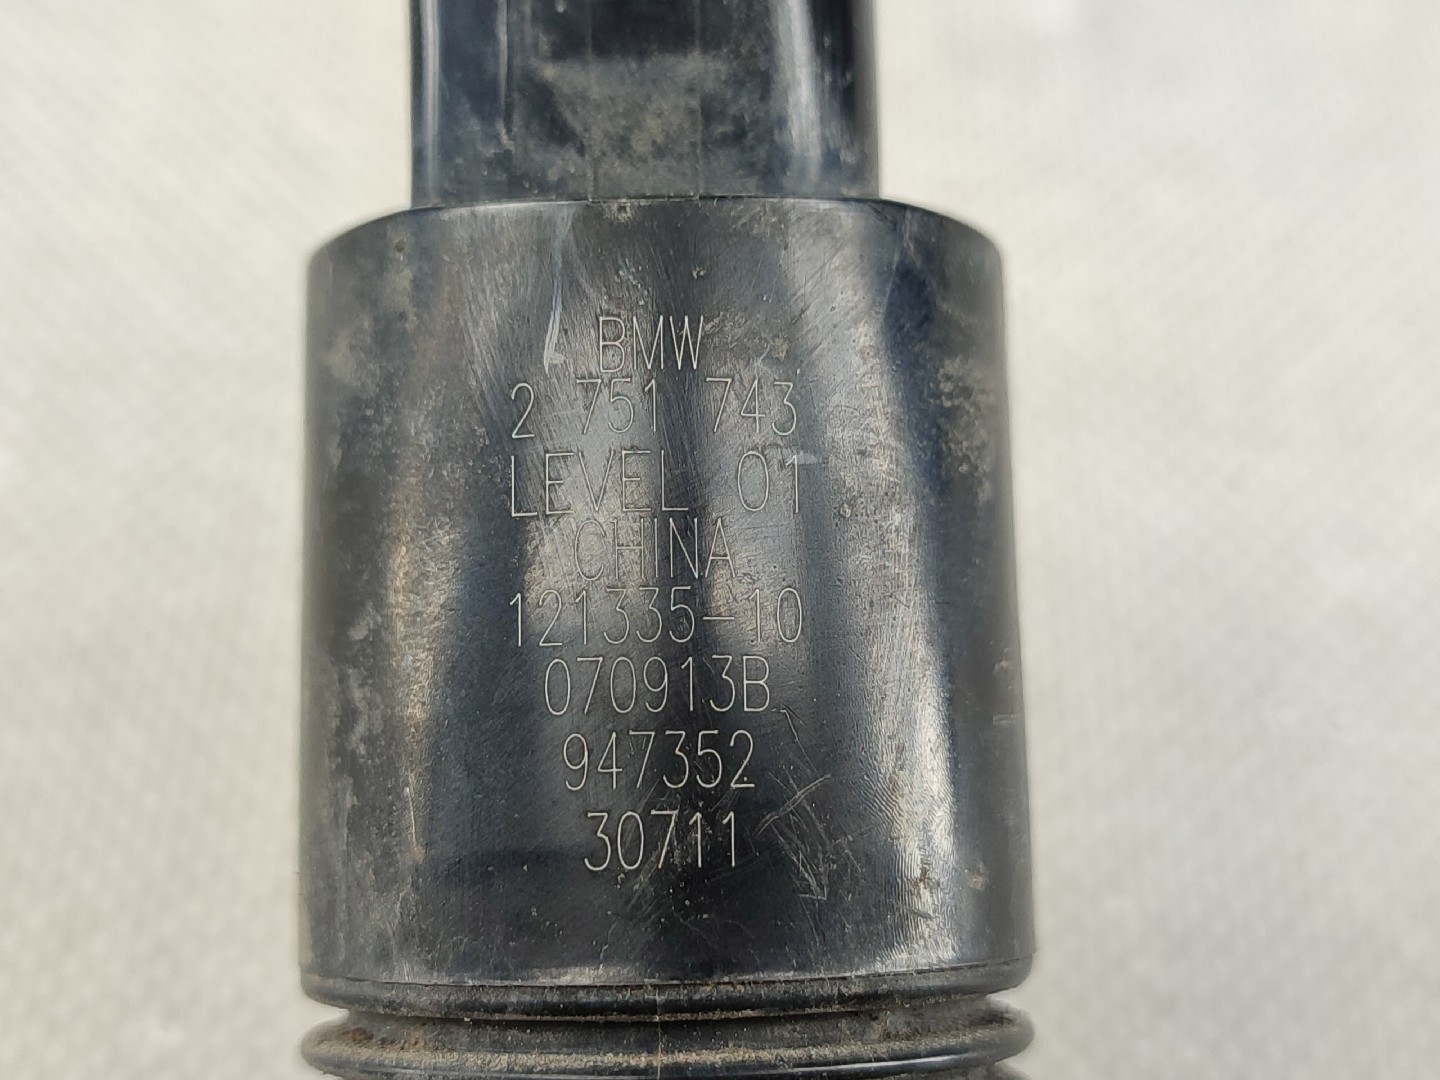 BMW
2 751 743
LEVEL 01
CHINA
121335-10
070913B
947352
30711